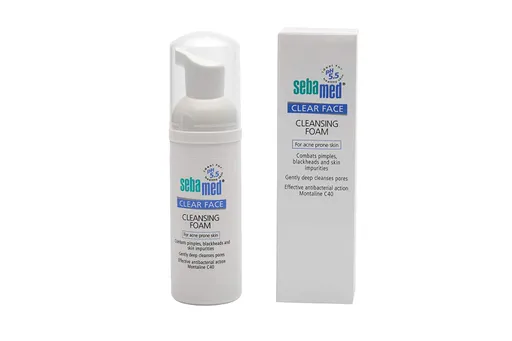 pH
5.5
sebamed®
CLEAR FACE
CLEANSING
FOAM
For acne prone skin
Combats pimples, blackheads and
skin impurities
Gently deep cleanses pores
Effective antibacterial action
Montaline C40
pH
5.5
sebamed®
CLEAR FACE
CLEANSING
FOAM
For acne prone skin
Combats pimples,
blackheads and skin
impurities
Gently deep cleanses pores
Effective antibacterial action
Montaline C40